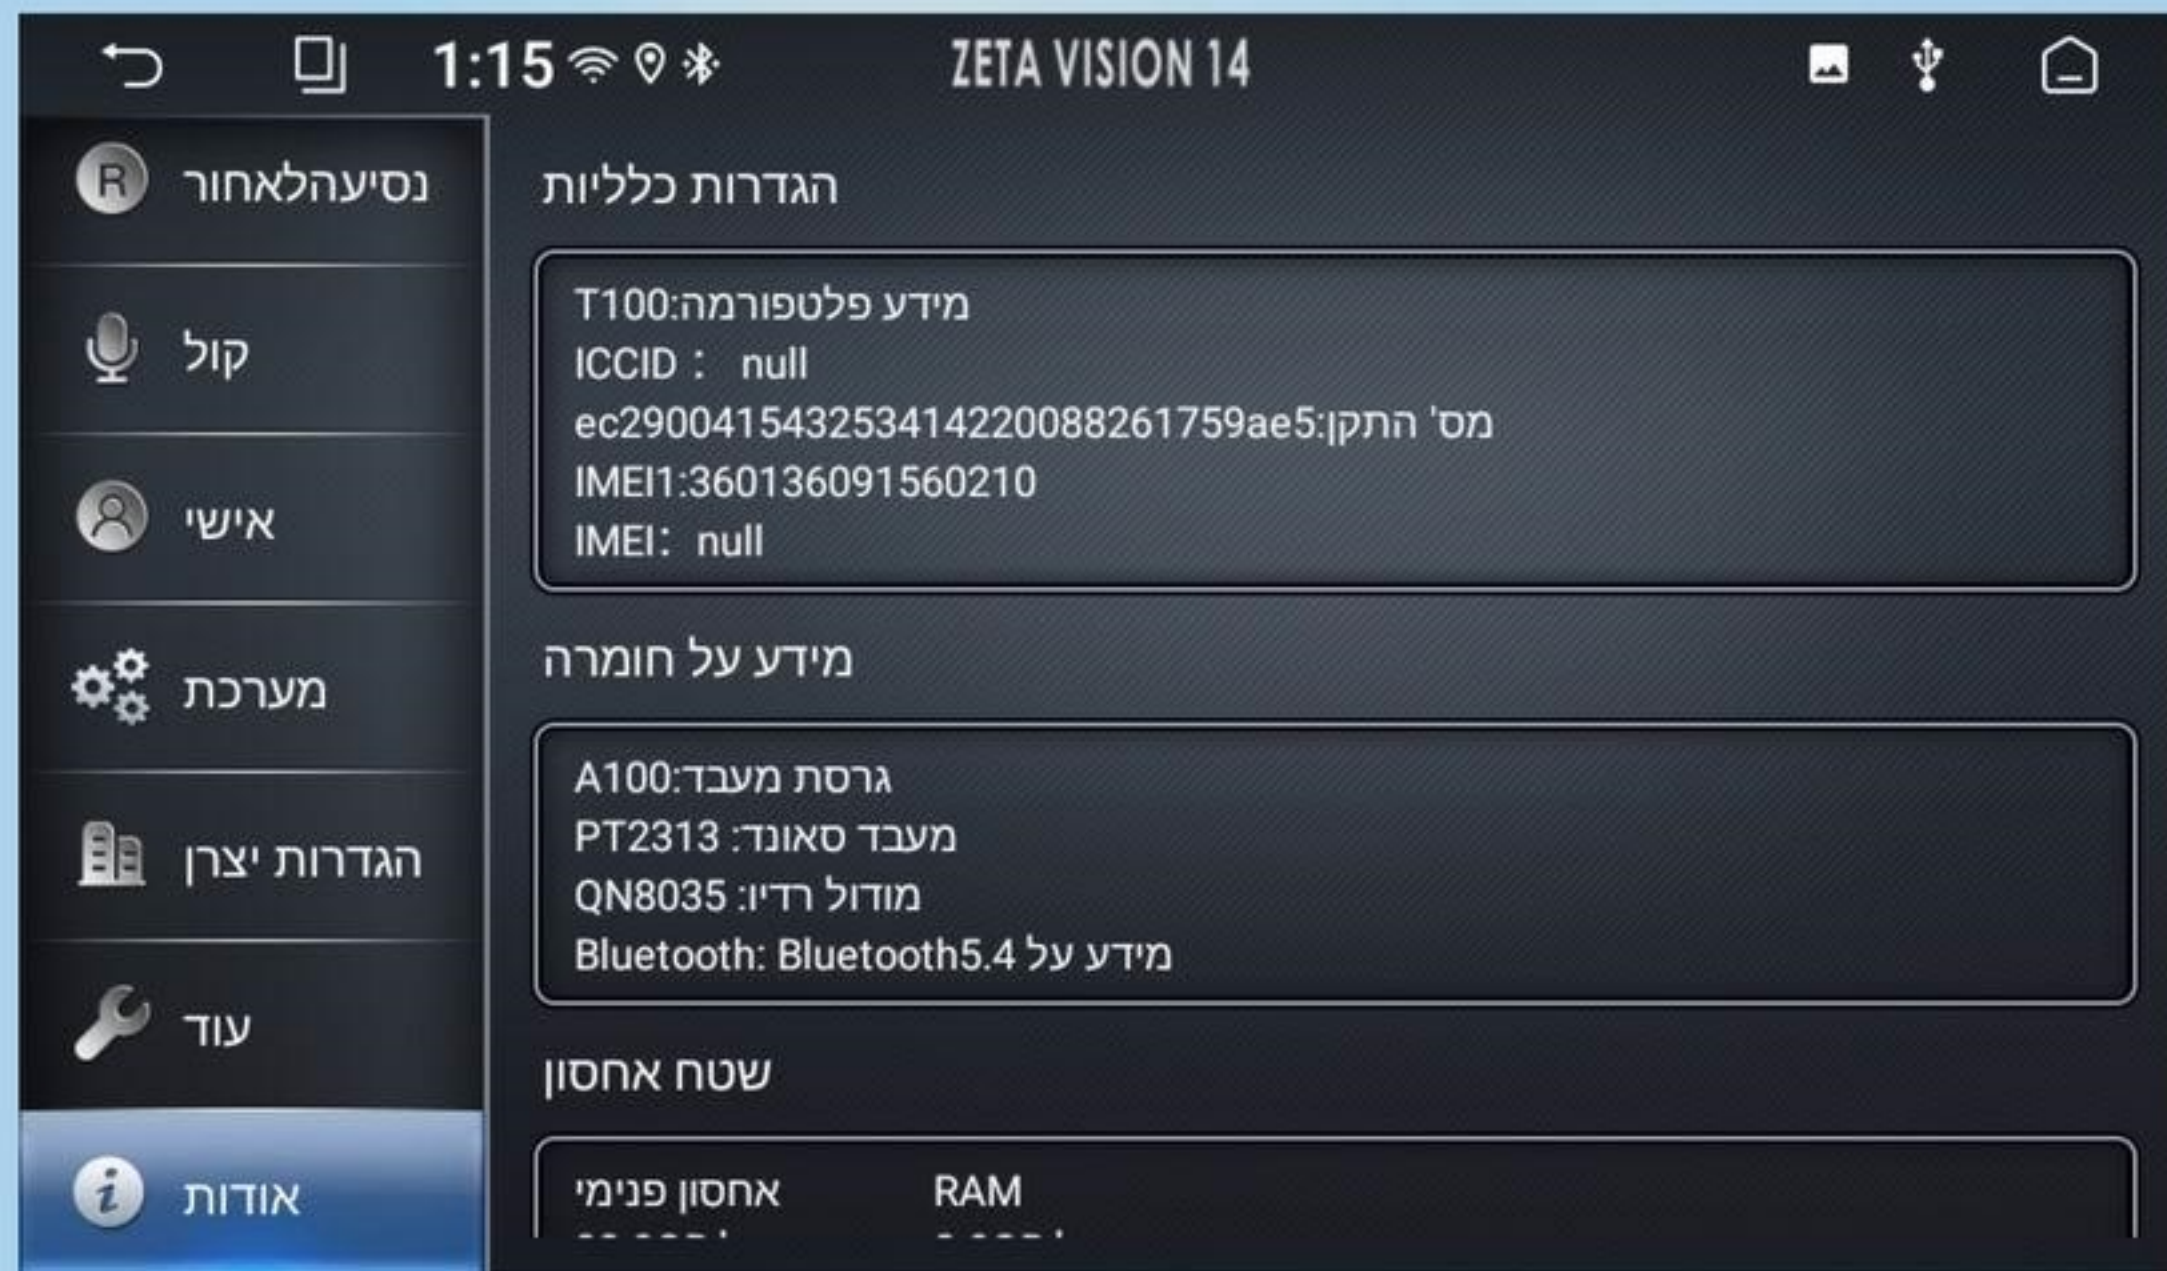 1:15
ZETA VISION 14
R
נסיעהלאחור
קול
אישי
מערכת
הגדרות יצרן
עוד
אודות
הגדרות כלליות
מידע פלטפורמה:T100
ICCID： null
מס' התקן:ec290041543253414220088261759ae5
IMEI1:360136091560210
IMEI：null
מידע על חומרה
גרסת מעבד:A100
מעבד סאונד: PT2313
מודול רדיו: QN8035
Bluetooth: Bluetooth5.4 מידע על
שטח אחסון
אחסון פנימי
RAM